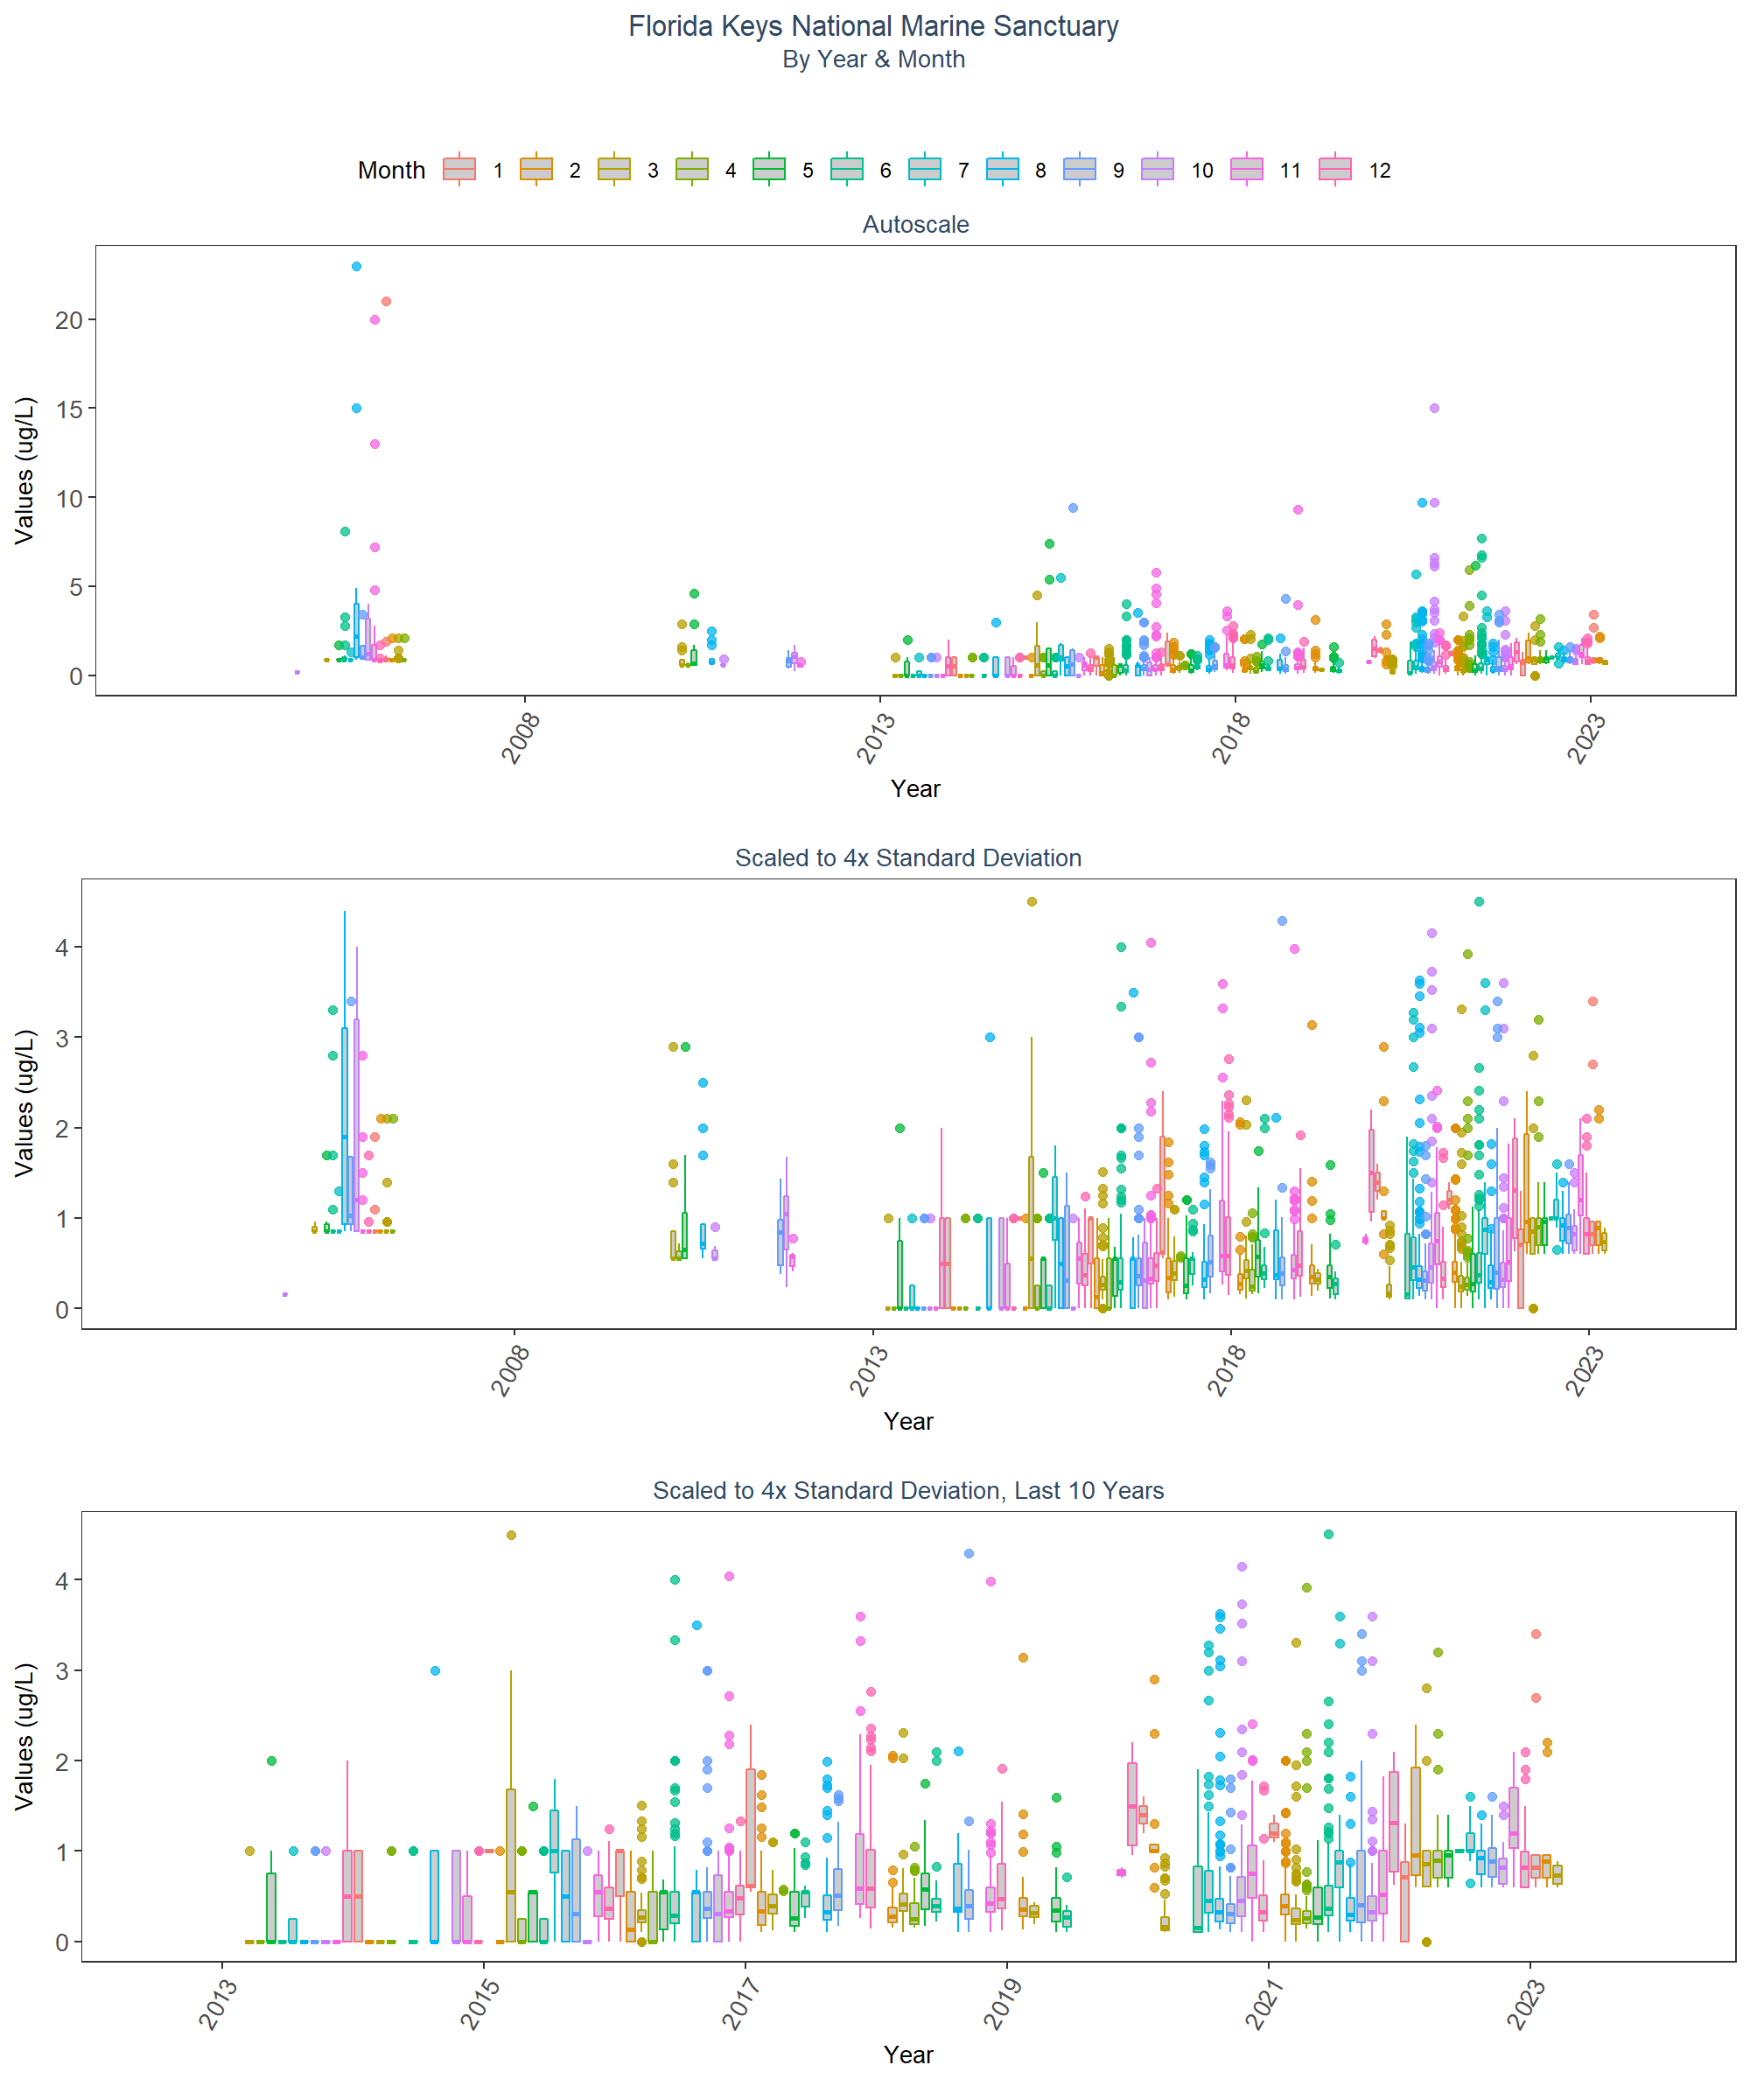 Florida Keys National Marine Sanctuary
By Year & Month
Month 1 2 3 4 5 6 7 8 9 10 11 12
Autoscale
Values (ug/L)
20
15
10
5
0
2008 2013 2018 2023
Year
Scaled to 4x Standard Deviation
Values (ug/L)
4
3
2
1
0
2008 2013 2018 2023
Year
Scaled to 4x Standard Deviation, Last 10 Years
Values (ug/L)
4
3
2
1
0
2013 2015 2017 2019 2021 2023
Year